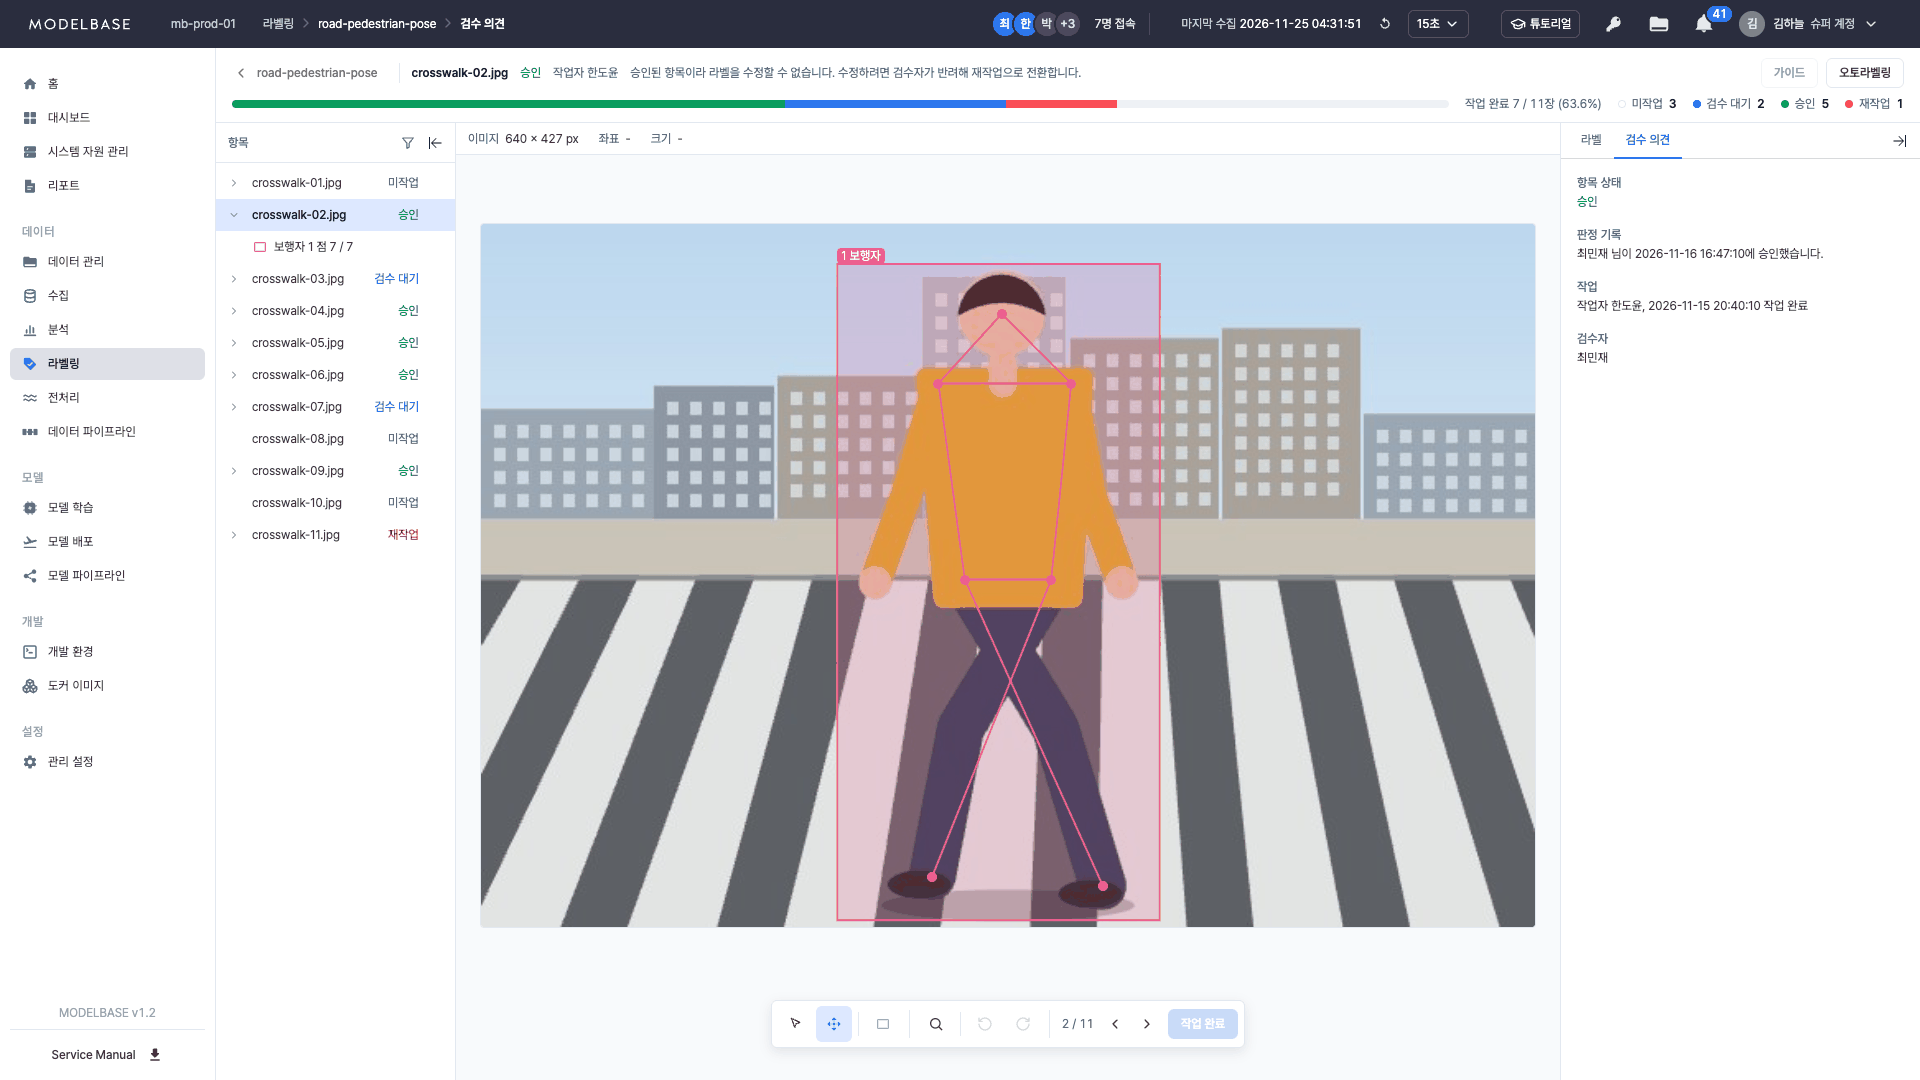 MODELBASE
mb-prod-01
라벨링 > road-pedestrian-pose > 검수 의견
최 한 박 +3 7명 접속
마지막 수집 2026-11-25 04:31:51
15초
튜토리얼
41
김 김하늘 슈퍼 계정
홈
대시보드
시스템 자원 관리
리포트
데이터
데이터 관리
수집
분석
라벨링
전처리
데이터 파이프라인
모델
모델 학습
모델 배포
모델 파이프라인
개발
개발 환경
도커 이미지
설정
관리 설정
MODELBASE v1.2
Service Manual
road-pedestrian-pose
crosswalk-02.jpg 승인 작업자 한도윤 승인된 항목이라 라벨을 수정할 수 없습니다. 수정하려면 검수자가 반려해 재작업으로 전환합니다.
가이드
오토라벨링
작업 완료 7 / 11장 (63.6%) 미작업 3 검수 대기 2 승인 5 재작업 1
항목
crosswalk-01.jpg 미작업
crosswalk-02.jpg 승인
보행자 1 점 7 / 7
crosswalk-03.jpg 검수 대기
crosswalk-04.jpg 승인
crosswalk-05.jpg 승인
crosswalk-06.jpg 승인
crosswalk-07.jpg 검수 대기
crosswalk-08.jpg 미작업
crosswalk-09.jpg 승인
crosswalk-10.jpg 미작업
crosswalk-11.jpg 재작업
이미지 640 × 427 px 좌표 - 크기 -
1 보행자
2 / 11
작업 완료
라벨
검수 의견
항목 상태
승인
판정 기록
최민재 님이 2026-11-16 16:47:10에 승인했습니다.
작업
작업자 한도윤, 2026-11-15 20:40:10 작업 완료
검수자
최민재